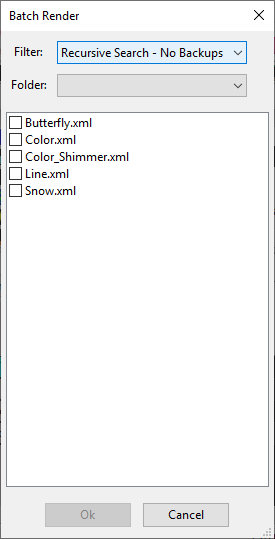 Batch Render
Filter: Recursive Search - No Backups
Folder:
Butterfly.xml
Color.xml
Color_Shimmer.xml
Line.xml
Snow.xml
Ok Cancel